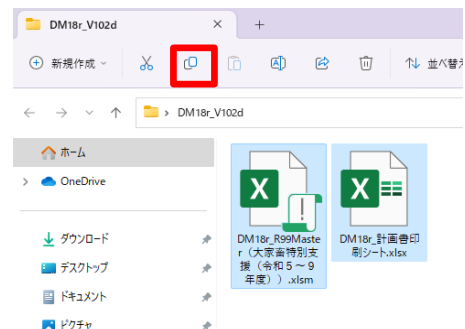 DM18r_V102d
新規作成
並べ替え
DM18r_V102d
ホーム
OneDrive
ダウンロード
デスクトップ
ドキュメント
ピクチャ
DM18r_R99Maste
r（大家畜特別支
援（令和５～９
年度））.xlsm
DM18r_計画書印
刷シート.xlsx